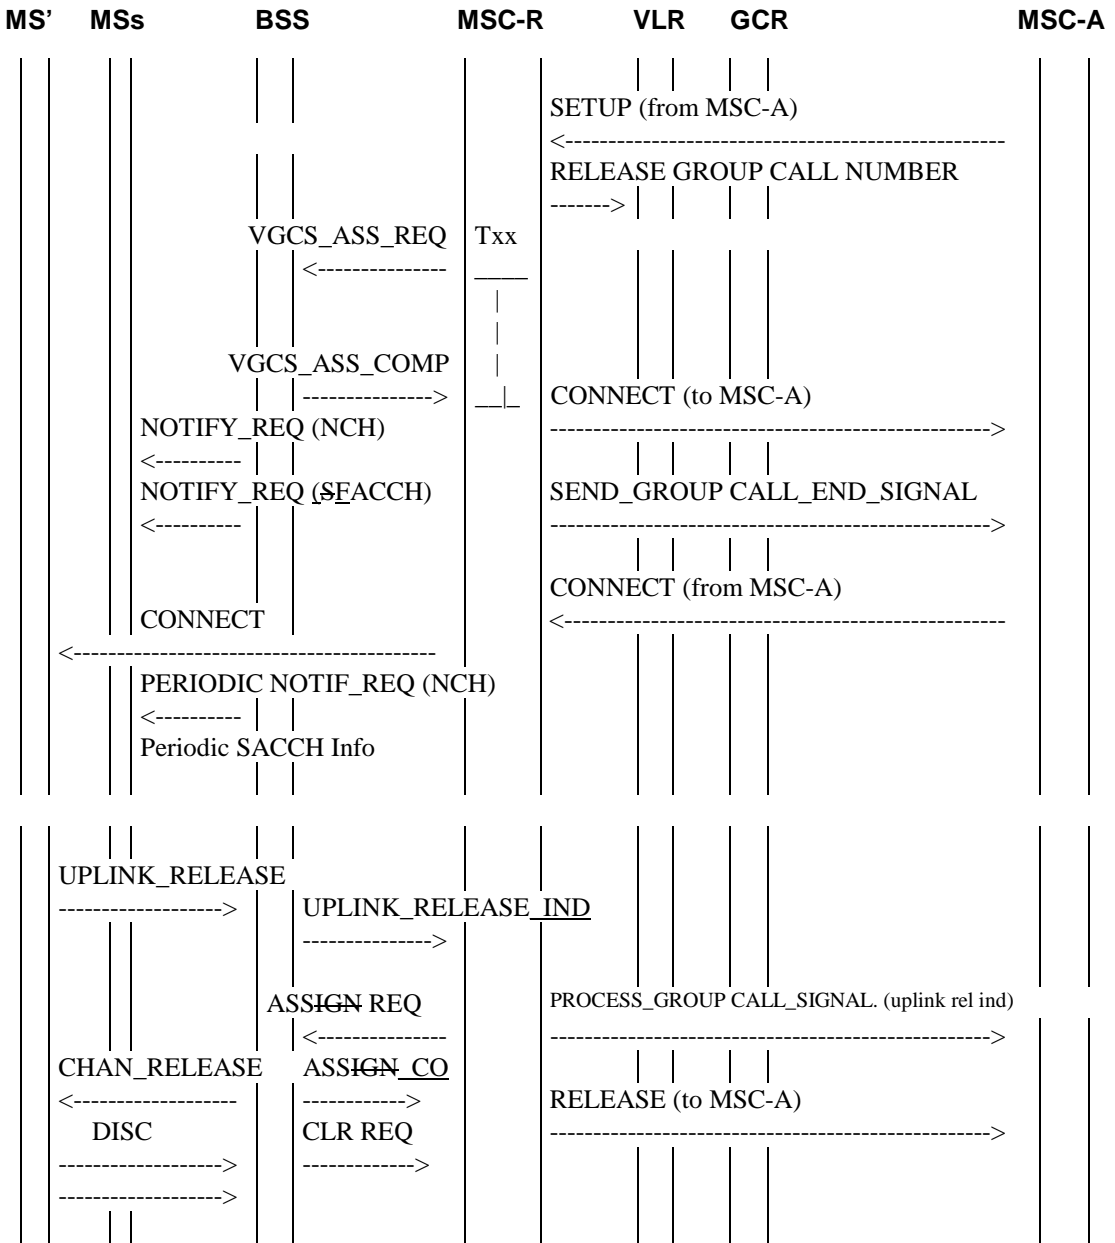 MS’ MSs BSS MSC-R VLR GCR MSC-A
SETUP (from MSC-A)
<---------------------------------------------------
RELEASE GROUP CALL NUMBER
------->
VGCS_ASS_REQ Txx
<--------------- ____
|
|
VGCS_ASS_COMP |
---------------> __|_ CONNECT (to MSC-A)
NOTIFY_REQ (NCH) --------------------------------------------------->
<----------
NOTIFY_REQ (SFACCH) SEND_GROUP CALL_END_SIGNAL
<---------- --------------------------------------------------->
CONNECT (from MSC-A)
CONNECT <---------------------------------------------------
<------------------------------------------
PERIODIC NOTIF_REQ (NCH)
<----------
Periodic SACCH Info
UPLINK_RELEASE
-------------------> UPLINK_RELEASE_IND
--------------->
ASSIGN REQ PROCESS_GROUP CALL_SIGNAL. (uplink rel ind)
<--------------- --------------------------------------------------->
CHAN_RELEASE ASSIGN_CO
<------------------- ------------> RELEASE (to MSC-A)
DISC CLR REQ --------------------------------------------------->
-------------------> ------------->
------------------->